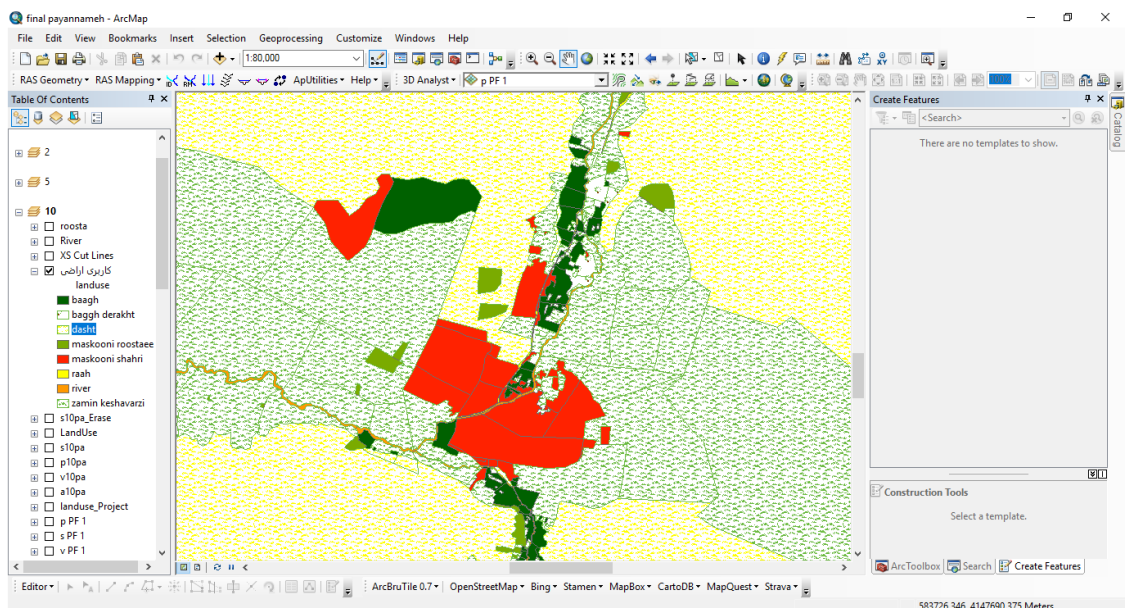 final payannameh - ArcMap
File Edit View Bookmarks Insert Selection Geoprocessing Customize Windows Help
1:80,000
RAS Geometry RAS Mapping ApUtilities Help 3D Analyst p PF 1
Table Of Contents
2
5
10
roosta
River
XS Cut Lines
کاربری اراضی
landuse
baagh
baggh derakht
dasht
maskooni roostaee
maskooni shahri
raah
river
zamin keshavarzi
s10pa_Erase
LandUse
s10pa
p10pa
v10pa
a10pa
landuse_Project
p PF 1
s PF 1
v PF 1
Create Features
<Search>
There are no templates to show.
Construction Tools
Select a template.
ArcToolbox Search Create Features
Catalog
Editor ArcBruTile 0.7 OpenStreetMap Bing Stamen MapBox CartoDB MapQuest Strava
583726.346 4147690.375 Meters